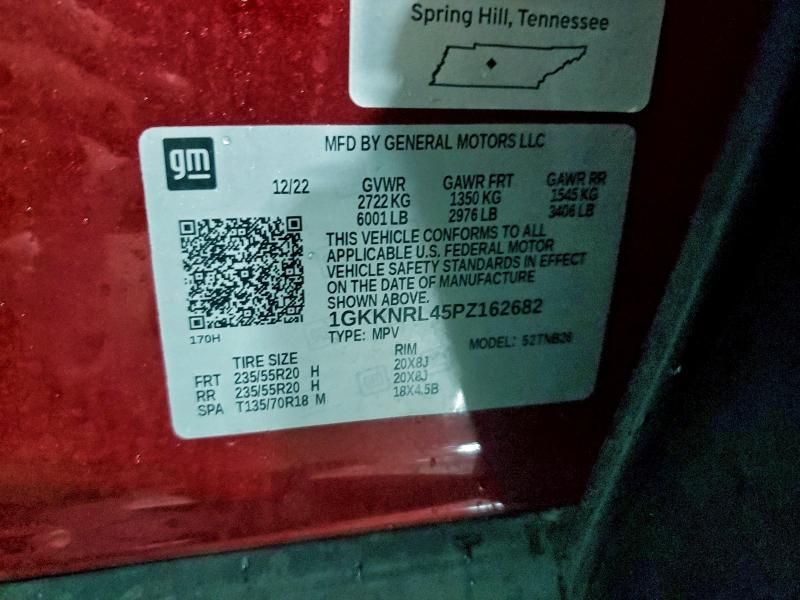 Spring Hill, Tennessee
gm
MFD BY GENERAL MOTORS LLC
12/22 GVWR GAWR FRT GAWR RR
2722 KG 1350 KG 1545 KG
6001 LB 2976 LB 3406 LB
THIS VEHICLE CONFORMS TO ALL
APPLICABLE U.S. FEDERAL MOTOR
VEHICLE SAFETY STANDARDS IN EFFECT
ON THE DATE OF MANUFACTURE
SHOWN ABOVE.
1GKKNRL45PZ162682
170H
TYPE: MPV MODEL: 52TNB26
TIRE SIZE RIM
FRT 235/55R20 H 20X8J
RR 235/55R20 H 20X8J
SPA T135/70R18 M 18X4.5B